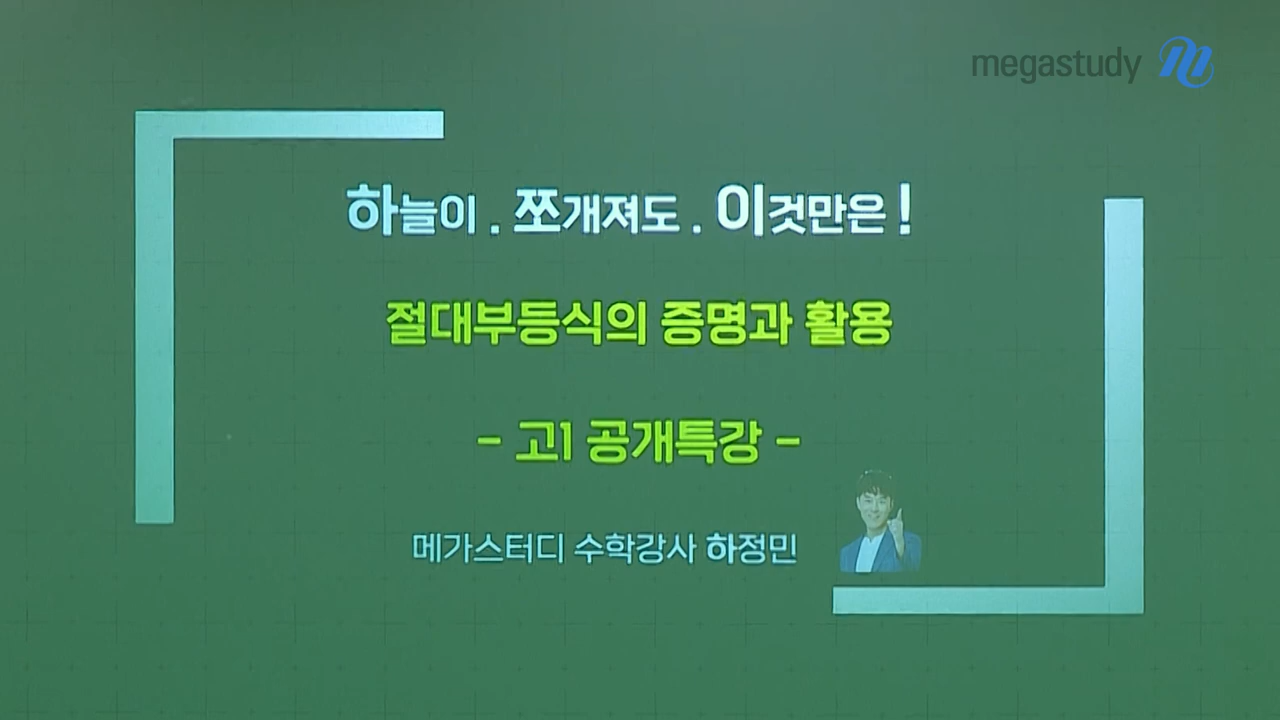 megastudy
하늘이 . 쪼개져도 . 이것만은 !
절대부등식의 증명과 활용
- 고1 공개특강 -
메가스터디 수학강사 하정민